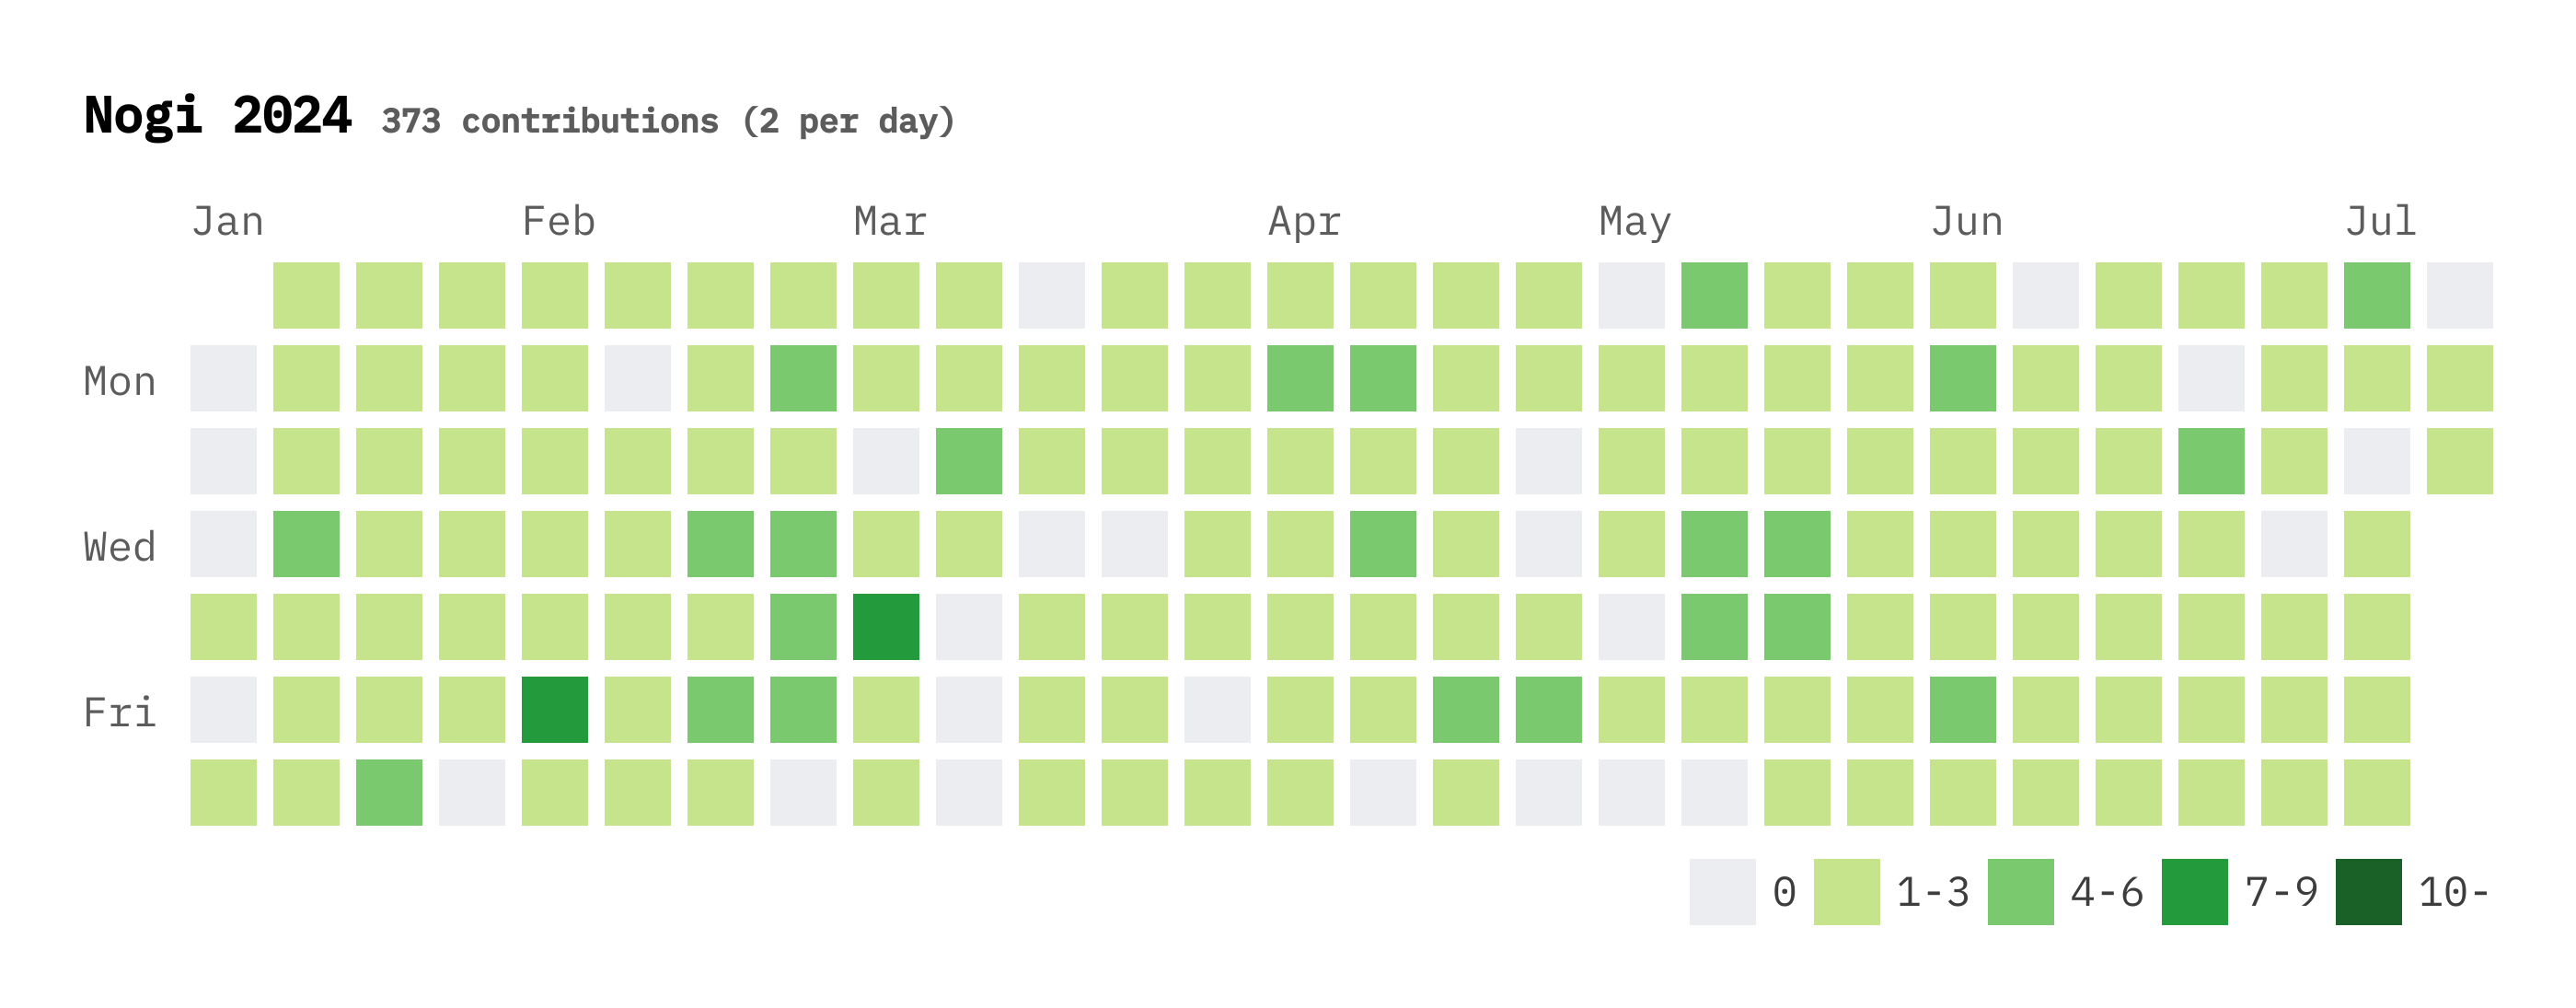 Nogi 2024 373 contributions (2 per day)
Jan Feb Mar Apr May Jun Jul
Mon
Wed
Fri
0 1-3 4-6 7-9 10-